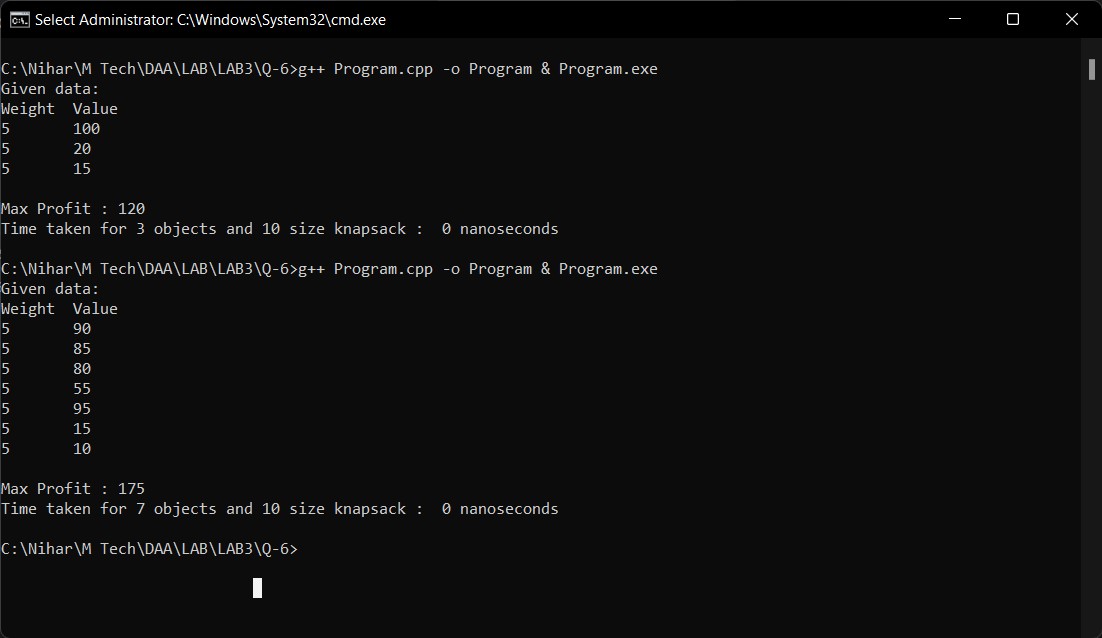 Select Administrator: C:\Windows\System32\cmd.exe
C:\Nihar\M Tech\DAA\LAB\LAB3\Q-6>g++ Program.cpp -o Program & Program.exe
Given data:
Weight  Value
5       100
5       20
5       15
Max Profit : 120
Time taken for 3 objects and 10 size knapsack :  0 nanoseconds
C:\Nihar\M Tech\DAA\LAB\LAB3\Q-6>g++ Program.cpp -o Program & Program.exe
Given data:
Weight  Value
5       90
5       85
5       80
5       55
5       95
5       15
5       10
Max Profit : 175
Time taken for 7 objects and 10 size knapsack :  0 nanoseconds
C:\Nihar\M Tech\DAA\LAB\LAB3\Q-6>